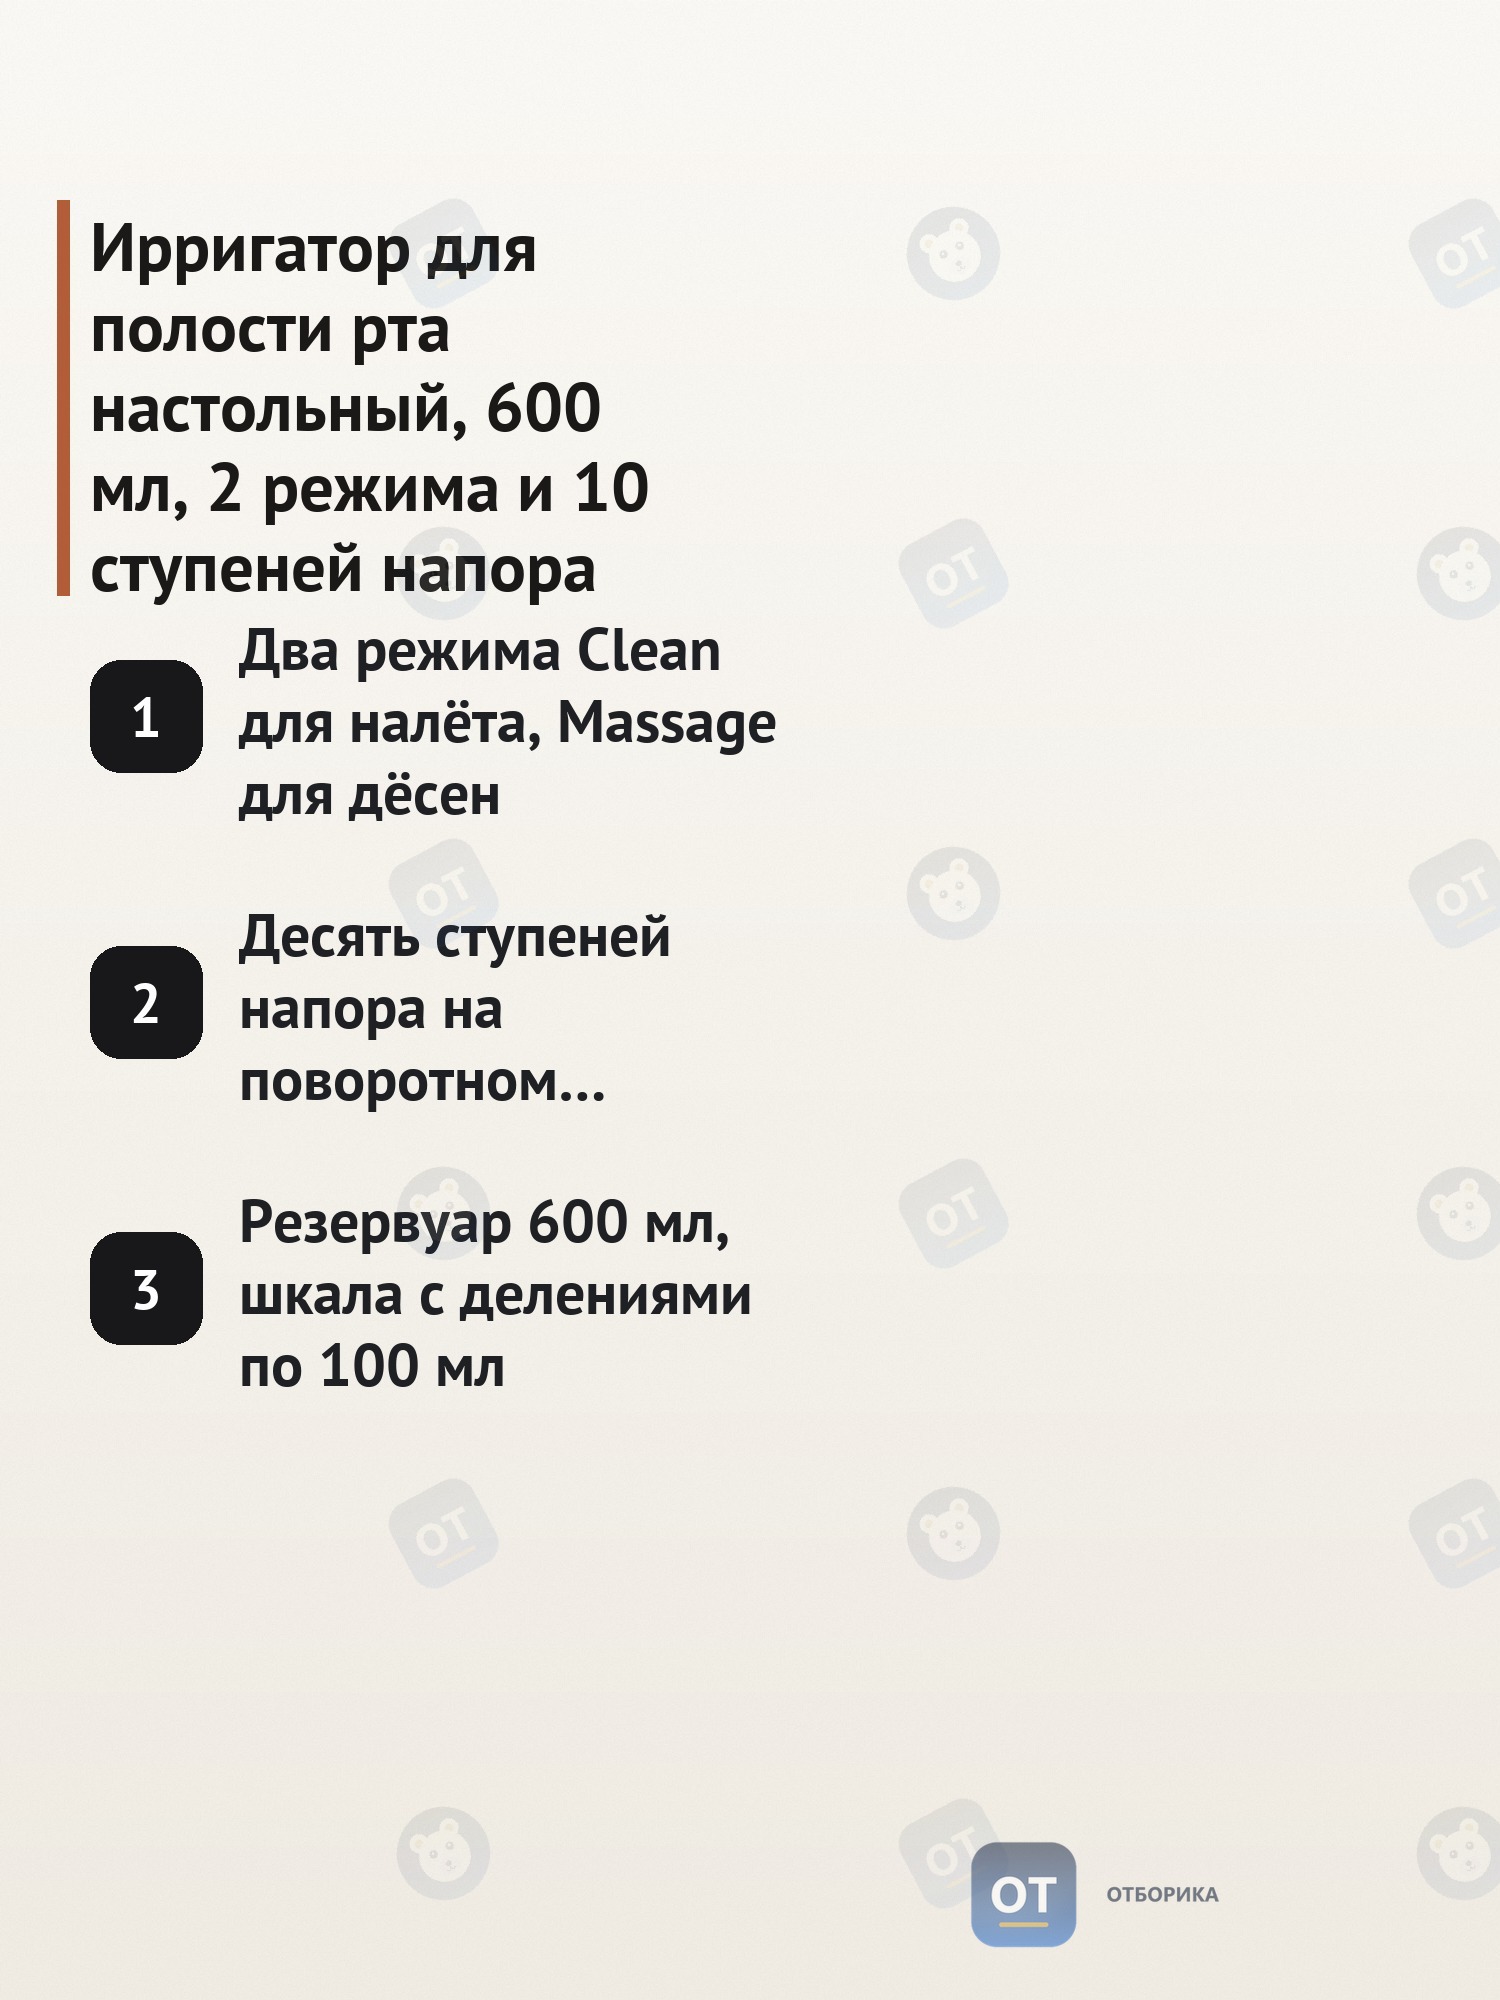 Ирригатор для
полости рта
настольный, 600
мл, 2 режима и 10
ступеней напора
1
Два режима Clean
для налёта, Massage
для дёсен
2
Десять ступеней
напора на
поворотном...
3
Резервуар 600 мл,
шкала с делениями
по 100 мл
ОТ
ОТБОРИКА